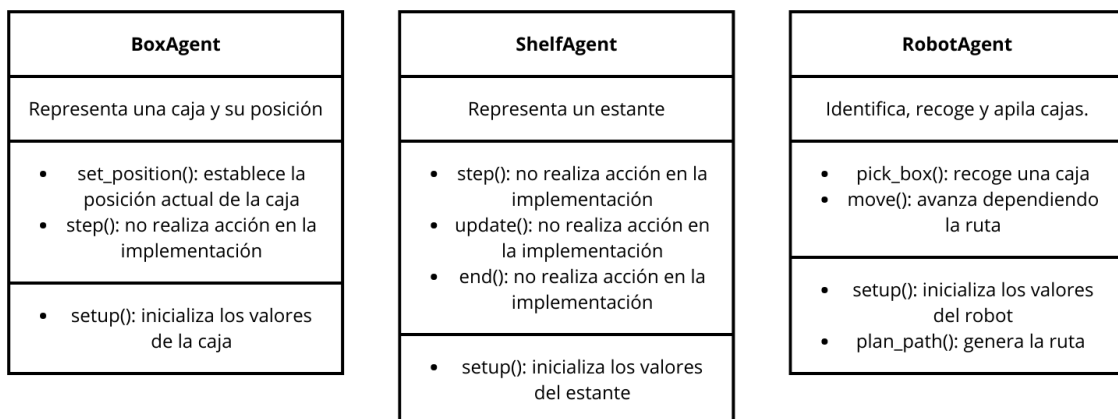 BoxAgent
Representa una caja y su posición
• set_position(): establece la
posición actual de la caja
• step(): no realiza acción en la
implementación
• setup(): inicializa los valores
de la caja
ShelfAgent
Representa un estante
• step(): no realiza acción en la
implementación
• update(): no realiza acción en
la implementación
• end(): no realiza acción en la
implementación
• setup(): inicializa los valores
del estante
RobotAgent
Identifica, recoge y apila cajas.
• pick_box(): recoge una caja
• move(): avanza dependiendo
la ruta
• setup(): inicializa los valores
del robot
• plan_path(): genera la ruta